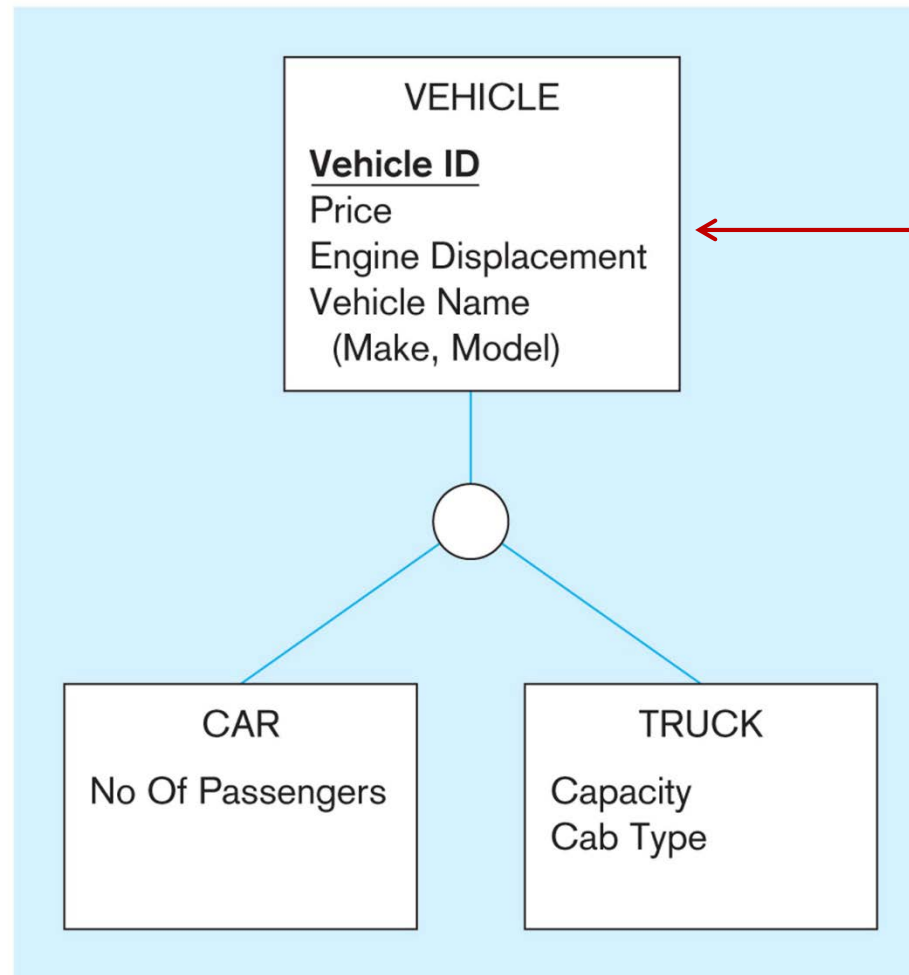 VEHICLE
Vehicle ID
Price
Engine Displacement
Vehicle Name
(Make, Model)
CAR
No Of Passengers
TRUCK
Capacity
Cab Type